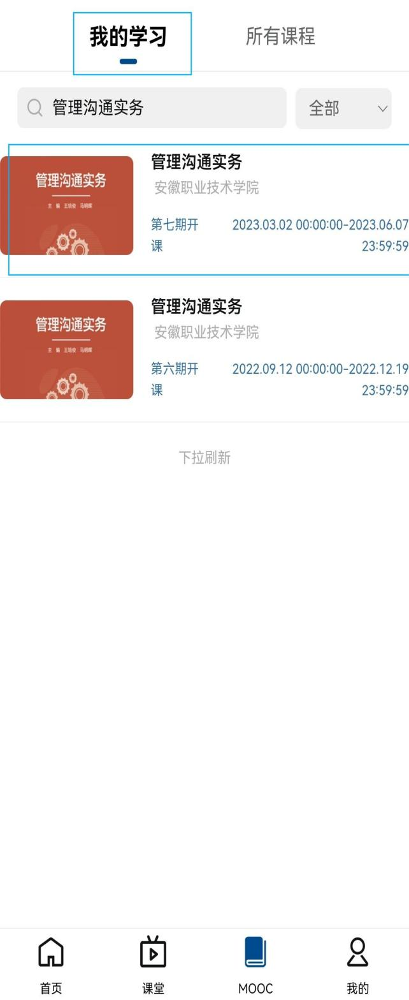 我的学习 所有课程
管理沟通实务 全部
管理沟通实务
主 编 王培俊 马明辉
管理沟通实务
安徽职业技术学院
第七期开课 2023.03.02 00:00:00-2023.06.07
23:59:59
管理沟通实务
主 编 王培俊 马明辉
管理沟通实务
安徽职业技术学院
第六期开课 2022.09.12 00:00:00-2022.12.19
23:59:59
下拉刷新
首页 课堂 MOOC 我的